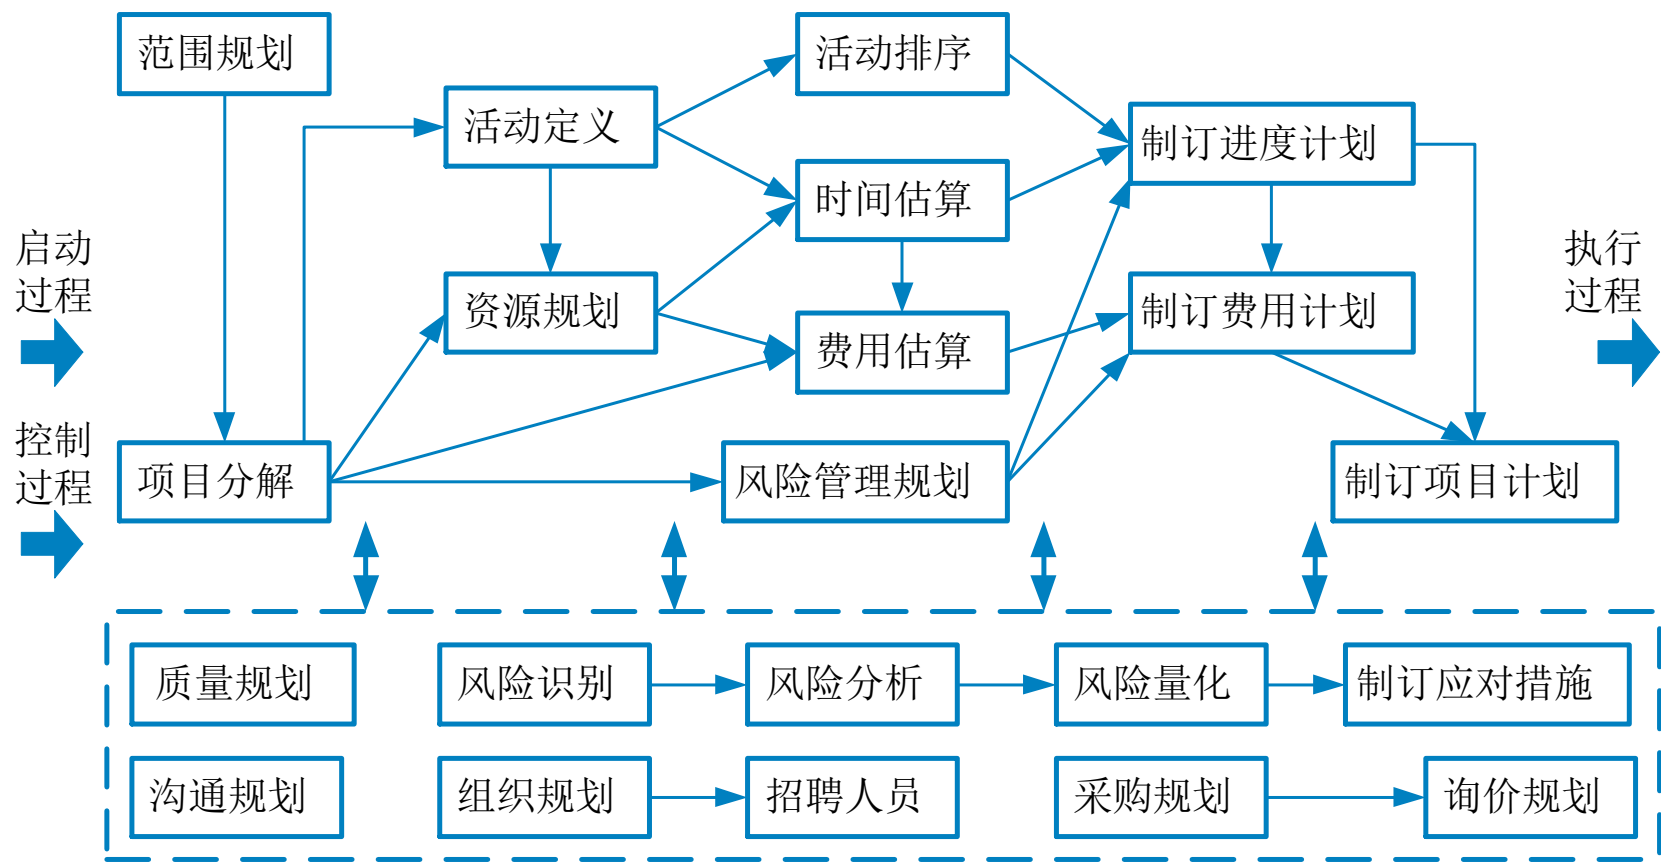 范围规划
活动排序
活动定义
制订进度计划
时间估算
启动
过程
执行
过程
资源规划
制订费用计划
费用估算
控制
过程
项目分解
风险管理规划
制订项目计划
质量规划
风险识别
风险分析
风险量化
制订应对措施
沟通规划
组织规划
招聘人员
采购规划
询价规划